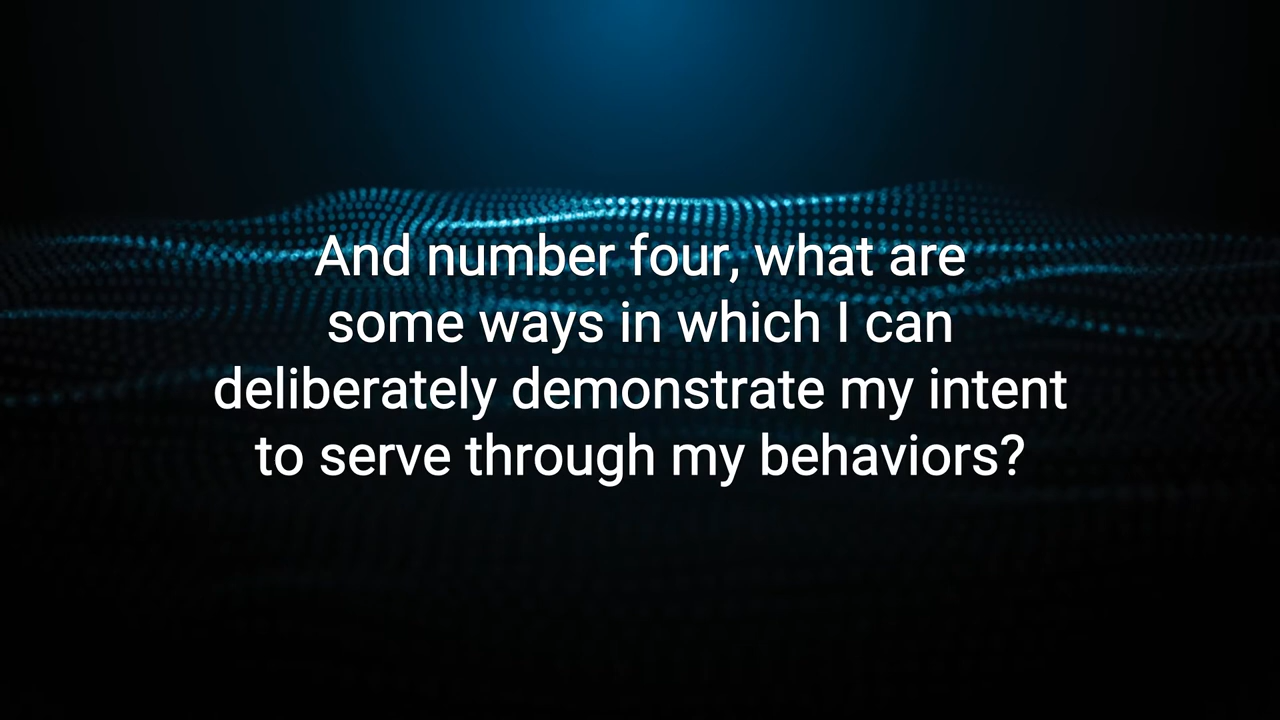 And number four, what are
some ways in which I can
deliberately demonstrate my intent
to serve through my behaviors?